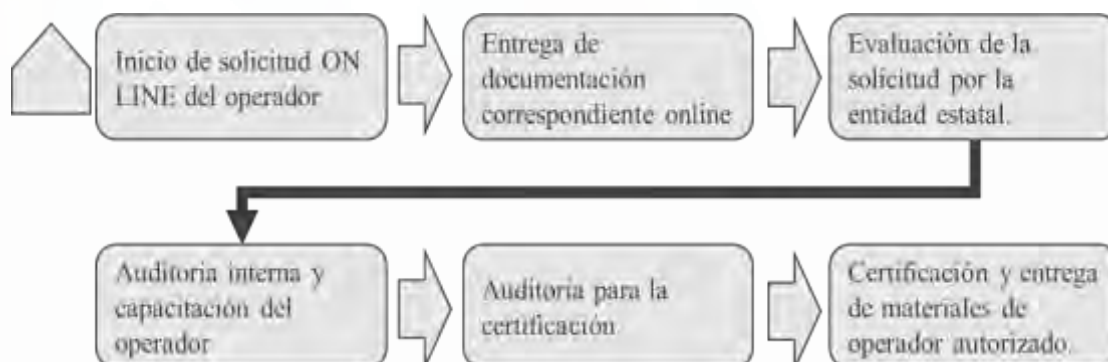 Inicio de solicitud ON
LINE del operador
Entrega de
documentación
correspondiente online
Evaluación de la
solicitud por la
entidad estatal.
Auditoria interna y
capacitación del
operador
Auditoría para la
certificación
Certificación y entrega
de materiales de
operador autorizado.